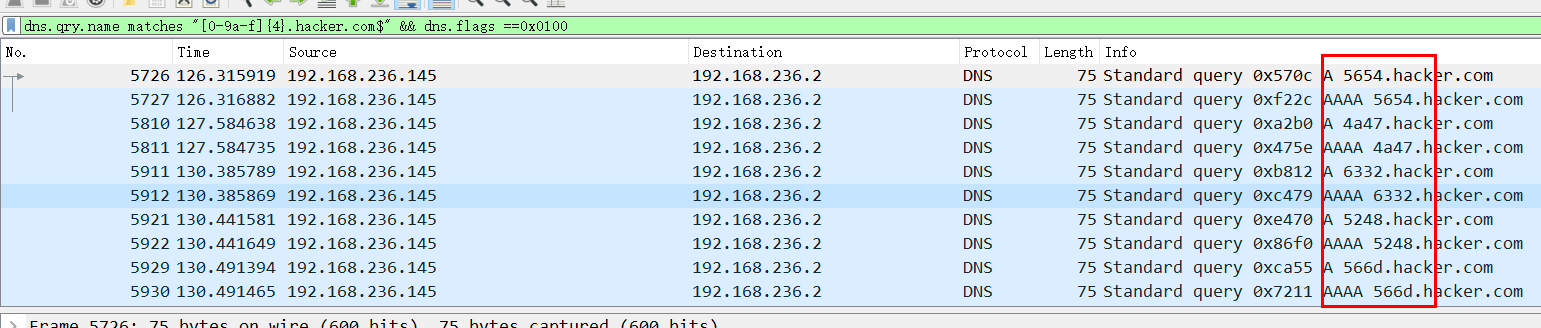 dns.qry.name matches "[0-9a-f]{4}.hacker.com$" && dns.flags ==0x0100
No. Time Source Destination Protocol Length Info
5726 126.315919 192.168.236.145 192.168.236.2 DNS 75 Standard query 0x570c A 5654.hacker.com
5727 126.316882 192.168.236.145 192.168.236.2 DNS 75 Standard query 0xf22c AAAA 5654.hacker.com
5810 127.584638 192.168.236.145 192.168.236.2 DNS 75 Standard query 0xa2b0 A 4a47.hacker.com
5811 127.584735 192.168.236.145 192.168.236.2 DNS 75 Standard query 0x475e AAAA 4a47.hacker.com
5911 130.385789 192.168.236.145 192.168.236.2 DNS 75 Standard query 0xb812 A 6332.hacker.com
5912 130.385869 192.168.236.145 192.168.236.2 DNS 75 Standard query 0xc479 AAAA 6332.hacker.com
5921 130.441581 192.168.236.145 192.168.236.2 DNS 75 Standard query 0xe470 A 5248.hacker.com
5922 130.441649 192.168.236.145 192.168.236.2 DNS 75 Standard query 0x86f0 AAAA 5248.hacker.com
5929 130.491394 192.168.236.145 192.168.236.2 DNS 75 Standard query 0xca55 A 566d.hacker.com
5930 130.491465 192.168.236.145 192.168.236.2 DNS 75 Standard query 0x7211 AAAA 566d.hacker.com
Frame 5726: 75 bytes on wire (600 bits), 75 bytes captured (600 bits)